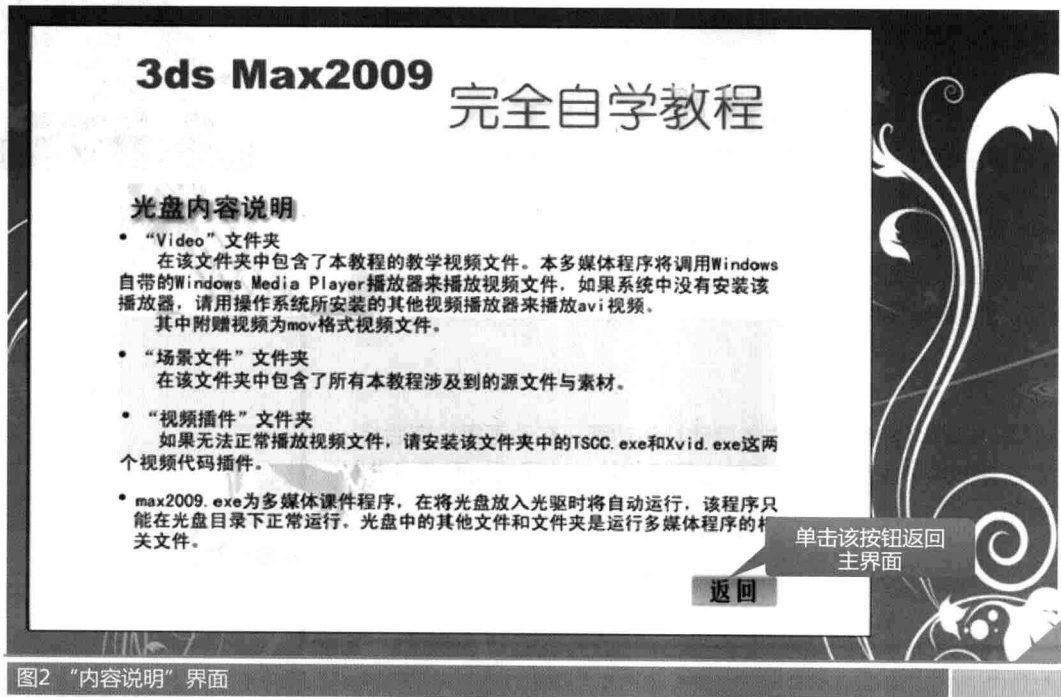 3ds Max2009
完全自学教程
光盘内容说明
• “Video”文件夹
在该文件夹中包含了本教程的教学视频文件。本多媒体程序将调用Windows
自带的Windows Media Player播放器来播放视频文件，如果系统中没有安装该
播放器，请用操作系统所安装的其他视频播放器来播放avi视频。
其中附赠视频为mov格式视频文件。
• “场景文件”文件夹
在该文件夹中包含了所有本教程涉及到的源文件与素材。
• “视频插件”文件夹
如果无法正常播放视频文件，请安装该文件夹中的TSCC.exe和Xvid.exe这两
个视频代码插件。
• max2009.exe为多媒体课件程序，在将光盘放入光驱时将自动运行，该程序只
能在光盘目录下正常运行。光盘中的其他文件和文件夹是运行多媒体程序的
关文件。
单击该按钮返回
主界面
返回
图2 “内容说明”界面